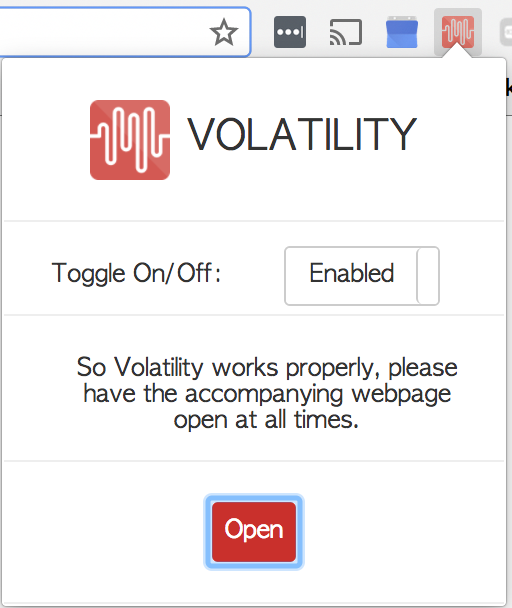 VOLATILITY
Toggle On/Off:
Enabled
So Volatility works properly, please
have the accompanying webpage
open at all times.
Open